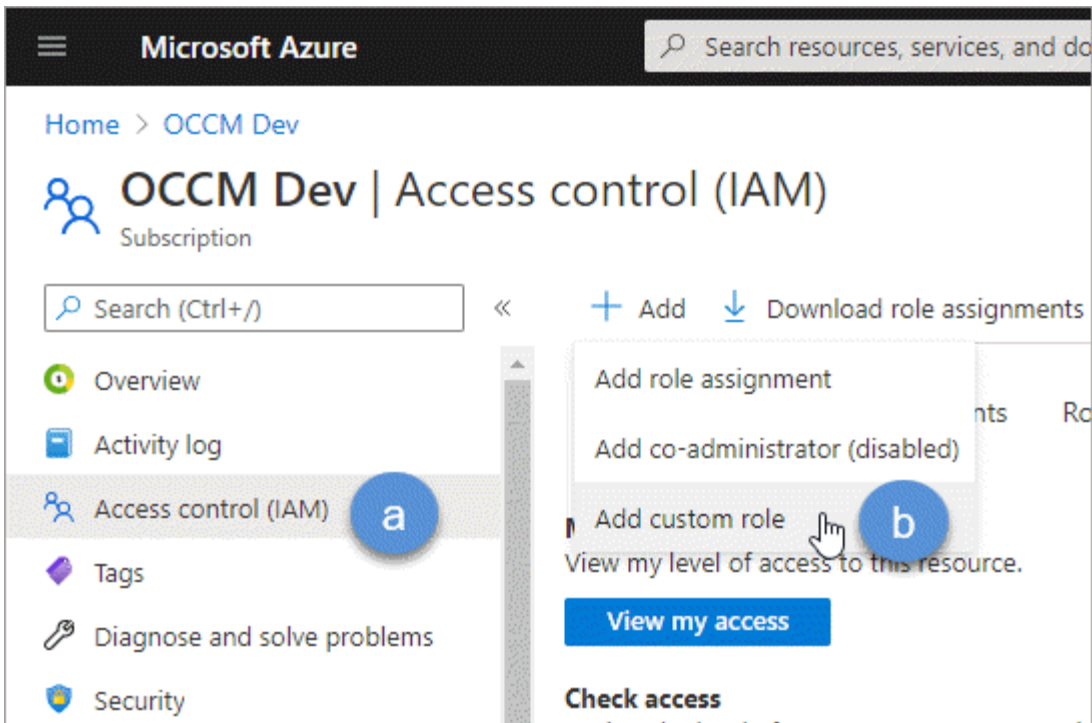 Microsoft Azure
Search resources, services, and do
Home > OCCM Dev
OCCM Dev | Access control (IAM)
Subscription
Search (Ctrl+/)
«
+ Add
Download role assignments
Overview
Activity log
Access control (IAM)
a
Tags
Diagnose and solve problems
Security
Add role assignment
Add co-administrator (disabled)
Add custom role
b
nts
Ro
View my level of access to this resource.
View my access
Check access